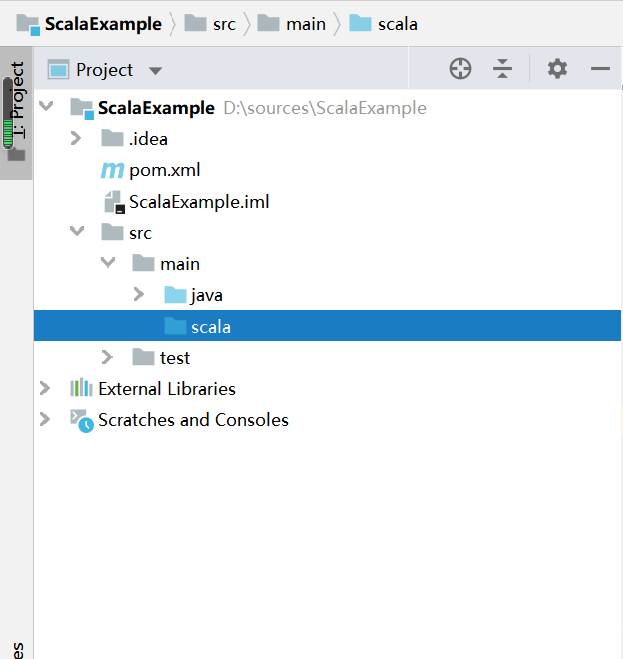 ScalaExample src main scala
Project
1: Project
ScalaExample D:\sources\ScalaExample
.idea
pom.xml
ScalaExample.iml
src
main
java
scala
test
External Libraries
Scratches and Consoles